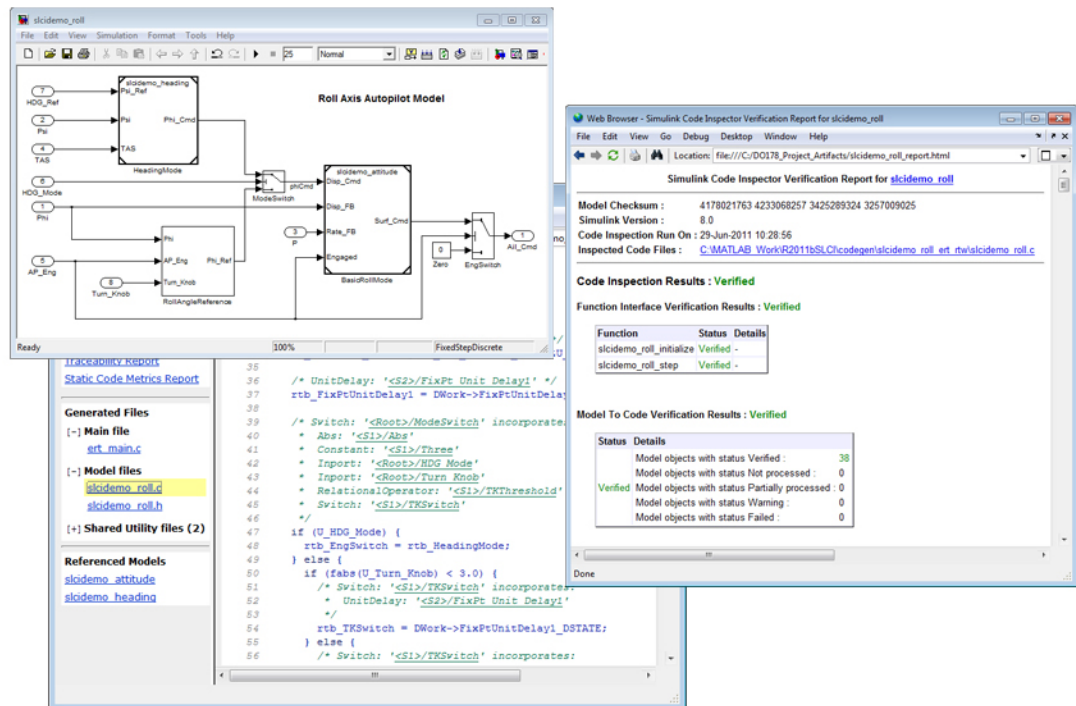 slcidemo_roll
File Edit View Simulation Format Tools Help
25 Normal
Roll Axis Autopilot Model
slcidemo_heading
7 Psi_Ref
HDG_Ref
2 Psi Phi_Cmd
Psi
4 TAS
TAS
HeadingMode
6
HDG_Mode
ModeSwitch
phiCmd
1
Phi
slcidemo_attitude
Disp_Cmd
Disp_FB
Surf_Cmd
3 Rate_FB
P
Engaged
BasicRollMode
0
Zero
EngSwitch
1
Ail_Cmd
Phi
5 AP_Eng Phi_Ref
AP_Eng
8 Turn_Knob
Turn_Knob
RollAngleReference
Ready 100% FixedStepDiscrete
Traceability Report
Static Code Metrics Report
Generated Files
[-] Main file
ert_main.c
[-] Model files
slcidemo_roll.c
slcidemo_roll.h
[+] Shared Utility files (2)
Referenced Models
slcidemo_attitude
slcidemo_heading
35
36 /* UnitDelay: '<S2>/FixPt Unit Delay1' */
37 rtb_FixPtUnitDelay1 = DWork->FixPtUnitDelay
38
39 /* Switch: '<Root>/ModeSwitch' incorporates:
40 * Abs: '<S1>/Abs'
41 * Constant: '<S1>/Three'
42 * Inport: '<Root>/HDG_Mode'
43 * Inport: '<Root>/Turn_Knob'
44 * RelationalOperator: '<S1>/TKThreshold'
45 * Switch: '<S1>/TKSwitch'
46 */
47 if (U_HDG_Mode) {
48 rtb_EngSwitch = rtb_HeadingMode;
49 } else {
50 if (fabs(U_Turn_Knob) < 3.0) {
51 /* Switch: '<S1>/TKSwitch' incorporates:
52 * UnitDelay: '<S2>/FixPt Unit Delay1'
53 */
54 rtb_TKSwitch = DWork->FixPtUnitDelay1_DSTATE;
55 } else {
56 /* Switch: '<S1>/TKSwitch' incorporates:
Web Browser - Simulink Code Inspector Verification Report for slcidemo_roll
File Edit View Go Debug Desktop Window Help
Location: file:///C:/DO178_Project_Artifacts/slcidemo_roll_report.html
Simulink Code Inspector Verification Report for slcidemo_roll
Model Checksum : 4178021763 4233068257 3425289324 3257009025
Simulink Version : 8.0
Code Inspection Run On : 29-Jun-2011 10:28:56
Inspected Code Files : C:\MATLAB_Work\R2011bSLCI\codegen\slcidemo_roll_ert_rtw\slcidemo_roll.c
Code Inspection Results : Verified
Function Interface Verification Results : Verified
Function Status Details
slcidemo_roll_initialize Verified -
slcidemo_roll_step Verified -
Model To Code Verification Results : Verified
Status Details
Model objects with status Verified : 38
Model objects with status Not processed : 0
Verified Model objects with status Partially processed : 0
Model objects with status Warning : 0
Model objects with status Failed : 0
Done